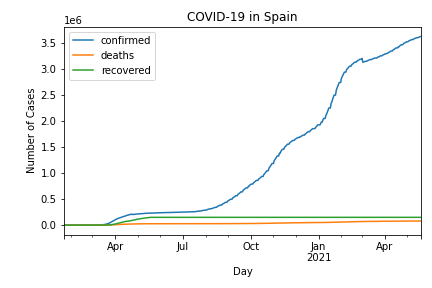 COVID-19 in Spain
1e6
confirmed
deaths
recovered
3.5
3.0
2.5
2.0
1.5
1.0
0.5
0.0
Number of Cases
Apr Jul Oct Jan Apr
2021
Day